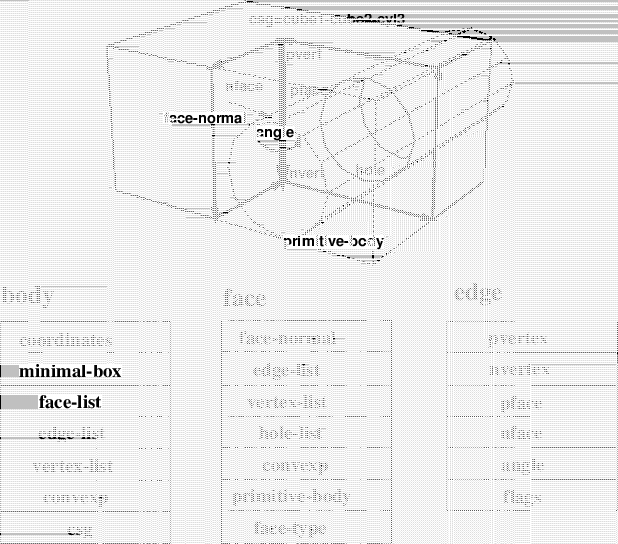 csg=cube1-cube2-cyl3
pvert
nface
pface
face-normal
angle
nvert
hole
primitive-body
body
face
edge
coordinates
face-normal
pvertex
minimal-box
edge-list
nvertex
face-list
vertex-list
pface
edge-list
hole-list
nface
vertex-list
convexp
angle
convexp
primitive-body
flags
csg
face-type